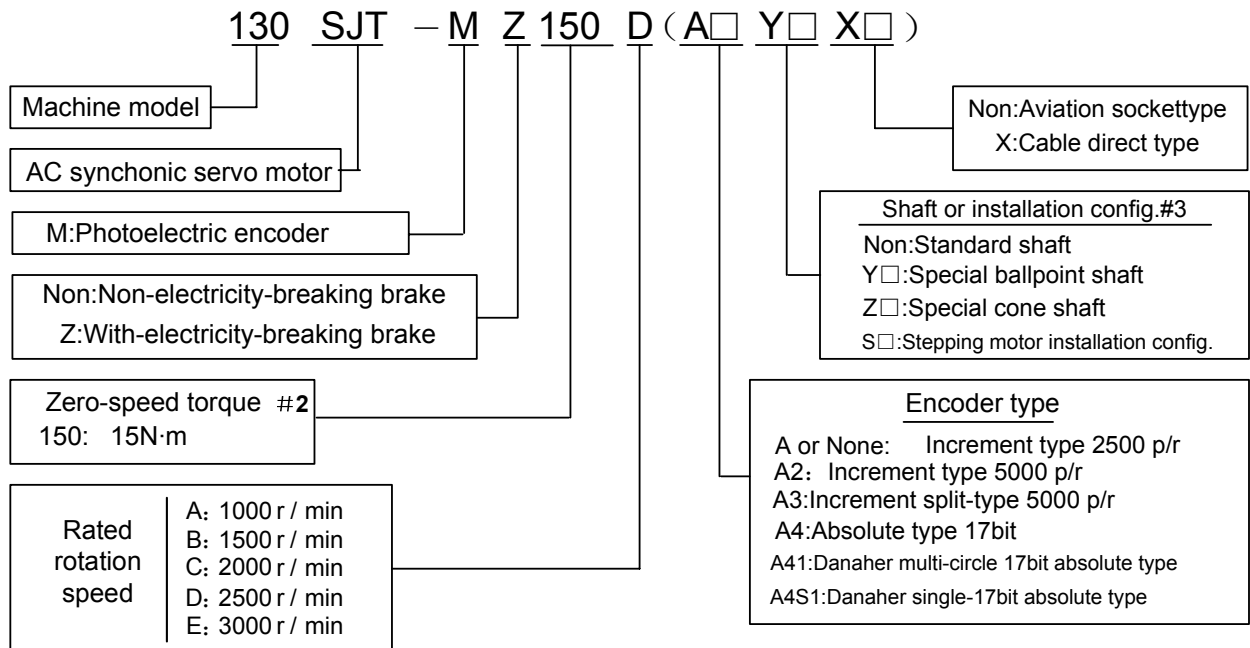 130 SJT －M Z 150 D（A□ Y□ X□）
Machine model
AC synchonic servo motor
M:Photoelectric encoder
Non:Non-electricity-breaking brake
Z:With-electricity-breaking brake
Zero-speed torque #2
150: 15N·m
Rated
rotation
speed
A: 1000 r / min
B: 1500 r / min
C: 2000 r / min
D: 2500 r / min
E: 3000 r / min
Non:Aviation sockettype
X:Cable direct type
Shaft or installation config.#3
Non:Standard shaft
Y□:Special ballpoint shaft
Z□:Special cone shaft
S□:Stepping motor installation config.
Encoder type
A or None: Increment type 2500 p/r
A2： Increment type 5000 p/r
A3:Increment split-type 5000 p/r
A4:Absolute type 17bit
A41:Danaher multi-circle 17bit absolute type
A4S1:Danaher single-17bit absolute type